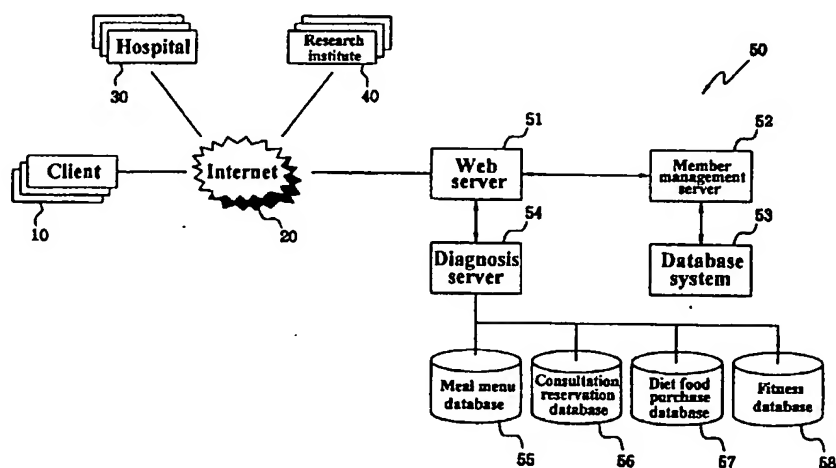 Hospital
30
Research
institute
40
50
Client
10
Internet
20
51
Web
server
52
Member
management
server
54
Diagnosis
server
53
Database
system
Meal menu
database
55
Consultation
reservation
database
56
Diet food
purchase
database
57
Fitness
database
58